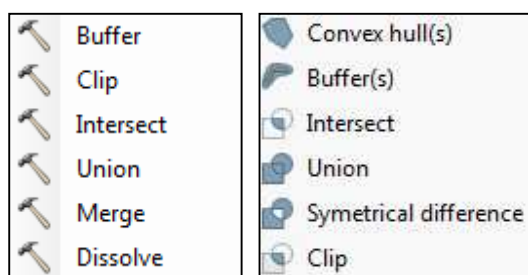 Buffer
Clip
Intersect
Union
Merge
Dissolve
Convex hull(s)
Buffer(s)
Intersect
Union
Symetrical difference
Clip